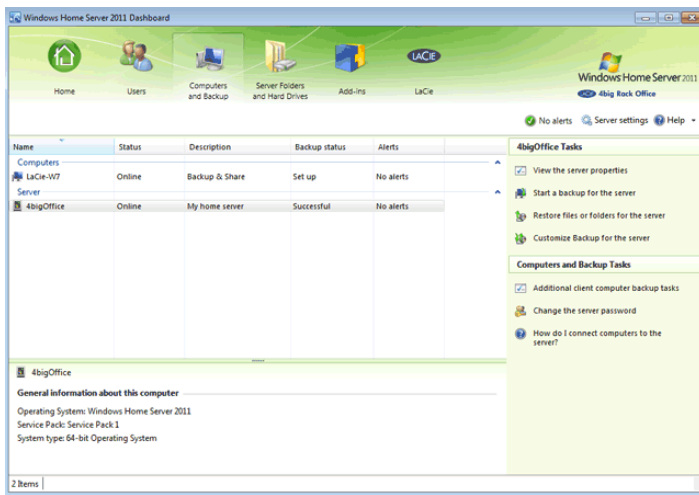 Windows Home Server 2011 Dashboard
Home
Users
Computers
and Backup
Server Folders
and Hard Drives
Add-ins
LaCie
LACIE
Windows Home Server 2011
4big Rack Office
No alerts Server settings Help
Name Status Description Backup status Alerts
Computers
LaCie-W7 Online Backup & Share Set up No alerts
Server
4bigOffice Online My home server Successful No alerts
4bigOffice Tasks
View the server properties
Start a backup for the server
Restore files or folders for the server
Customize Backup for the server
Computers and Backup Tasks
Additional client computer backup tasks
Change the server password
How do I connect computers to the
server?
4bigOffice
General information about this computer
Operating System: Windows Home Server 2011
Service Pack: Service Pack 1
System type: 64-bit Operating System
2 Items